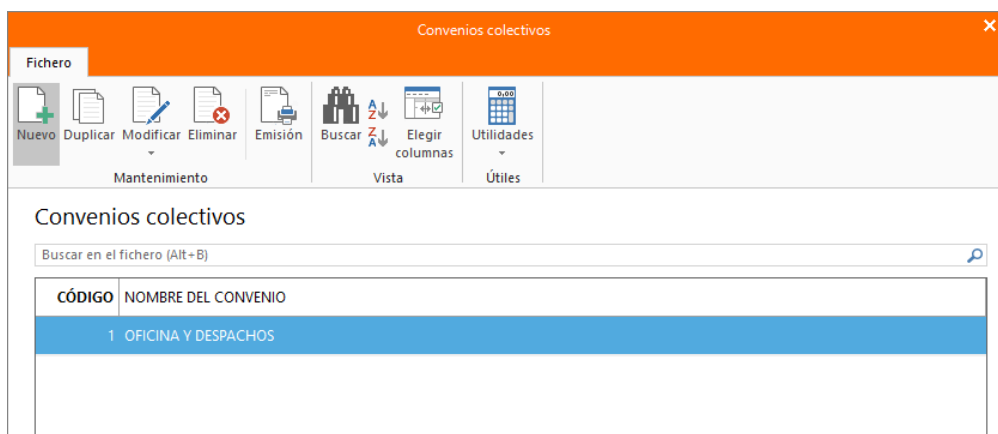 Convenios colectivos
Fichero
Nuevo Duplicar Modificar Eliminar Emisión Buscar Elegir columnas Utilidades
Mantenimiento Vista Útiles
Convenios colectivos
Buscar en el fichero (Alt+B)
CÓDIGO NOMBRE DEL CONVENIO
1 OFICINA Y DESPACHOS